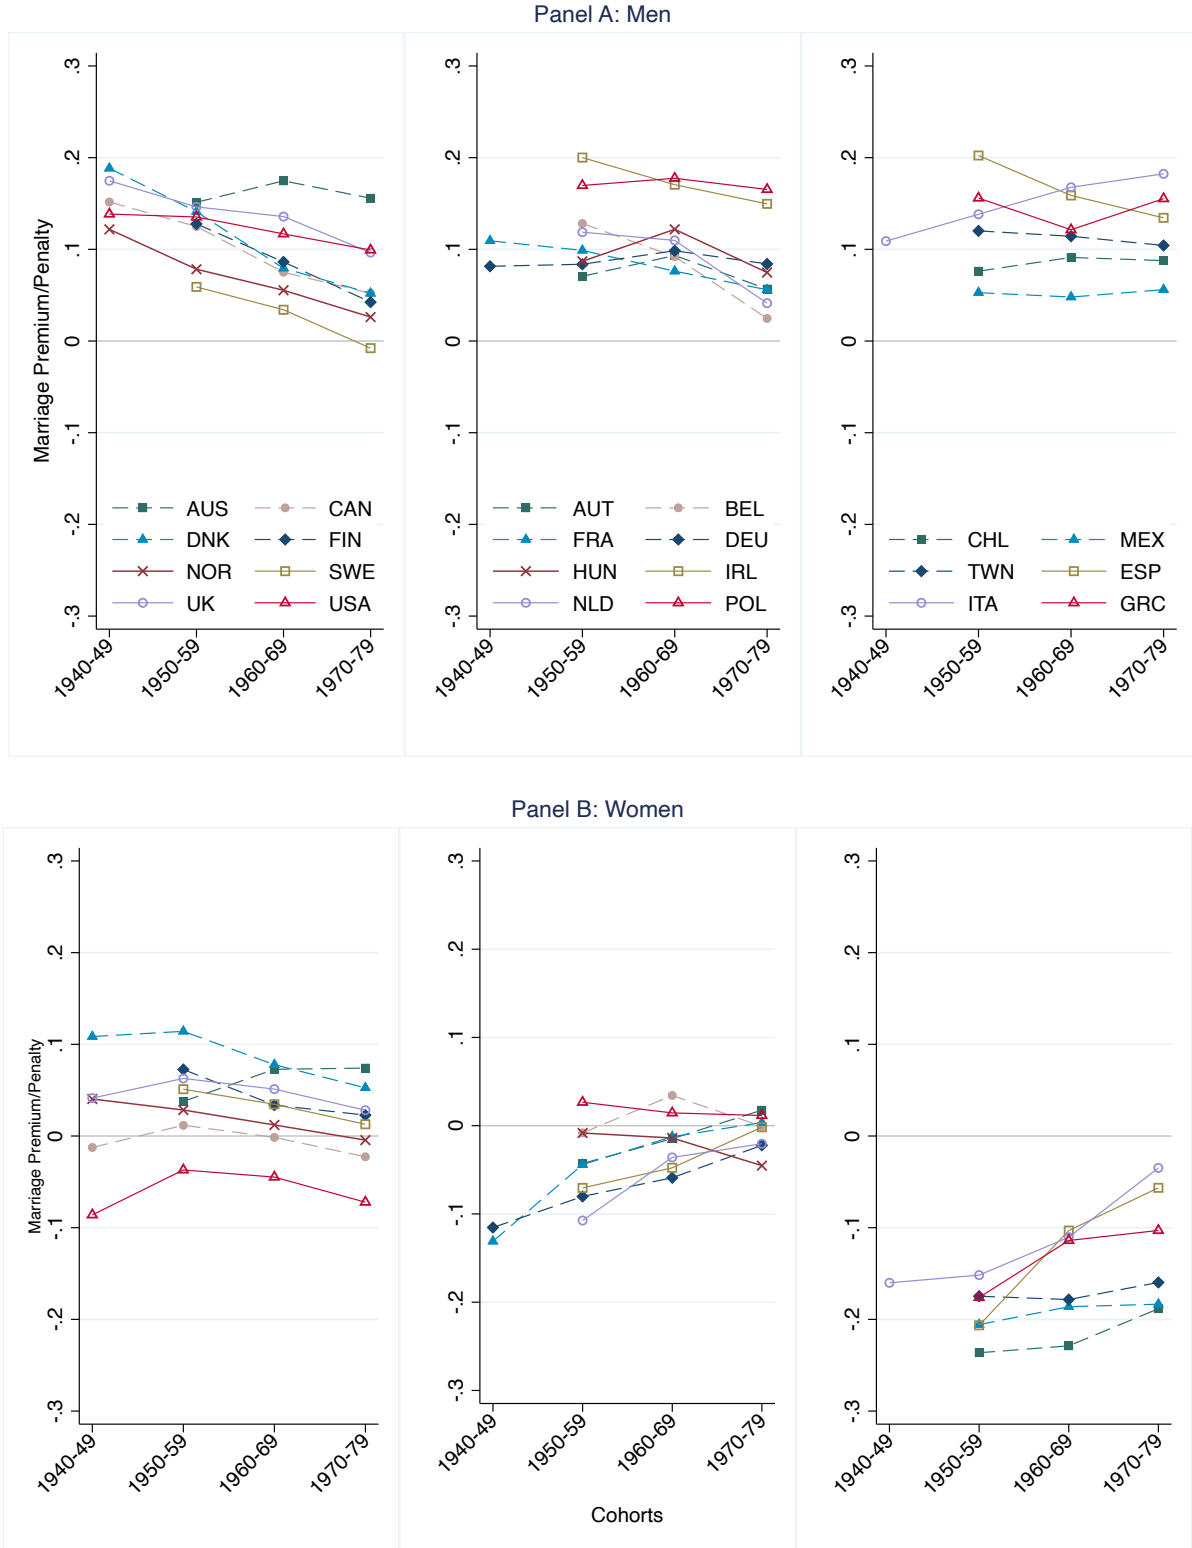 Panel A: Men
Marriage Premium/Penalty
.3
.2
.1
0
-.1
-.2
-.3
AUS CAN
DNK FIN
NOR SWE
UK USA
1940-49 1950-59 1960-69 1970-79
.3
.2
.1
0
-.1
-.2
-.3
AUT BEL
FRA DEU
HUN IRL
NLD POL
1940-49 1950-59 1960-69 1970-79
.3
.2
.1
0
-.1
-.2
-.3
CHL MEX
TWN ESP
ITA GRC
1940-49 1950-59 1960-69 1970-79
Panel B: Women
Marriage Premium/Penalty
.3
.2
.1
0
-.1
-.2
-.3
1940-49 1950-59 1960-69 1970-79
.3
.2
.1
0
-.1
-.2
-.3
1940-49 1950-59 1960-69 1970-79
.3
.2
.1
0
-.1
-.2
-.3
1940-49 1950-59 1960-69 1970-79
Cohorts